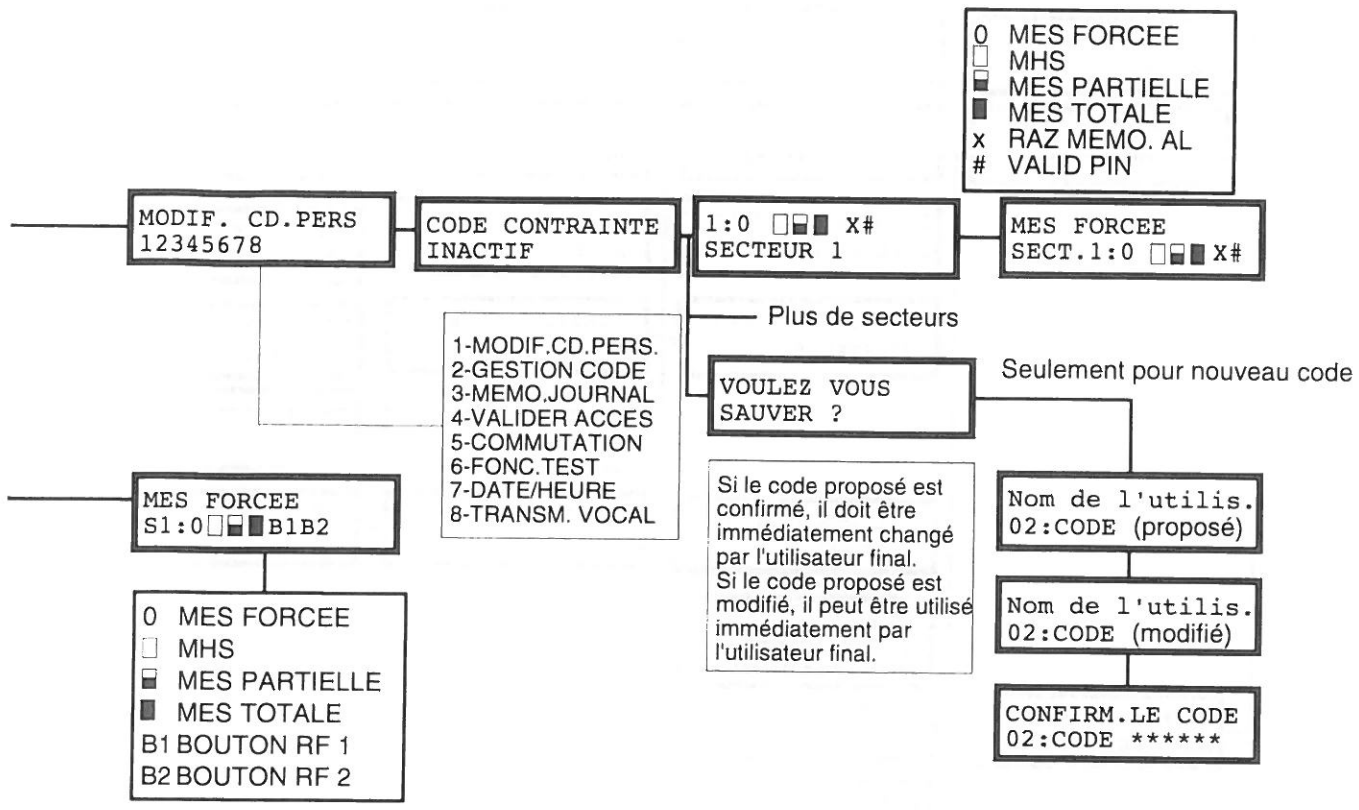 0 MES FORCEE
MHS
MES PARTIELLE
MES TOTALE
x RAZ MEMO. AL
# VALID PIN
MODIF. CD.PERS
12345678
CODE CONTRAINTE
INACTIF
1:0 X#
SECTEUR 1
MES FORCEE
SECT.1:0 X#
Plus de secteurs
1-MODIF.CD.PERS.
2-GESTION CODE
3-MEMO.JOURNAL
4-VALIDER ACCES
5-COMMUTATION
6-FONC.TEST
7-DATE/HEURE
8-TRANSM. VOCAL
VOULEZ VOUS
SAUVER ?
Seulement pour nouveau code
Si le code proposé est
confirmé, il doit être
immédiatement changé
par l'utilisateur final.
Si le code proposé est
modifié, il peut être utilisé
immédiatement par
l'utilisateur final.
Nom de l'utilis.
02:CODE (proposé)
Nom de l'utilis.
02:CODE (modifié)
CONFIRM.LE CODE
02:CODE ******
MES FORCEE
S1:0 B1B2
0 MES FORCEE
MHS
MES PARTIELLE
MES TOTALE
B1 BOUTON RF 1
B2 BOUTON RF 2